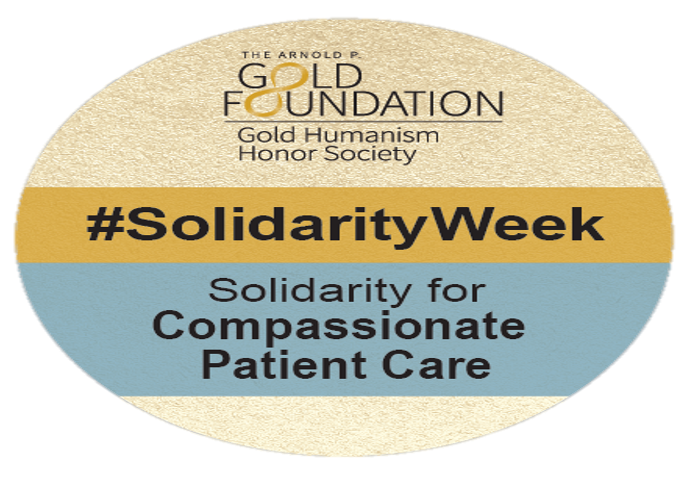 THE ARNOLD P.
GOLD
FOUNDATION
Gold Humanism
Honor Society
#SolidarityWeek
Solidarity for
Compassionate
Patient Care